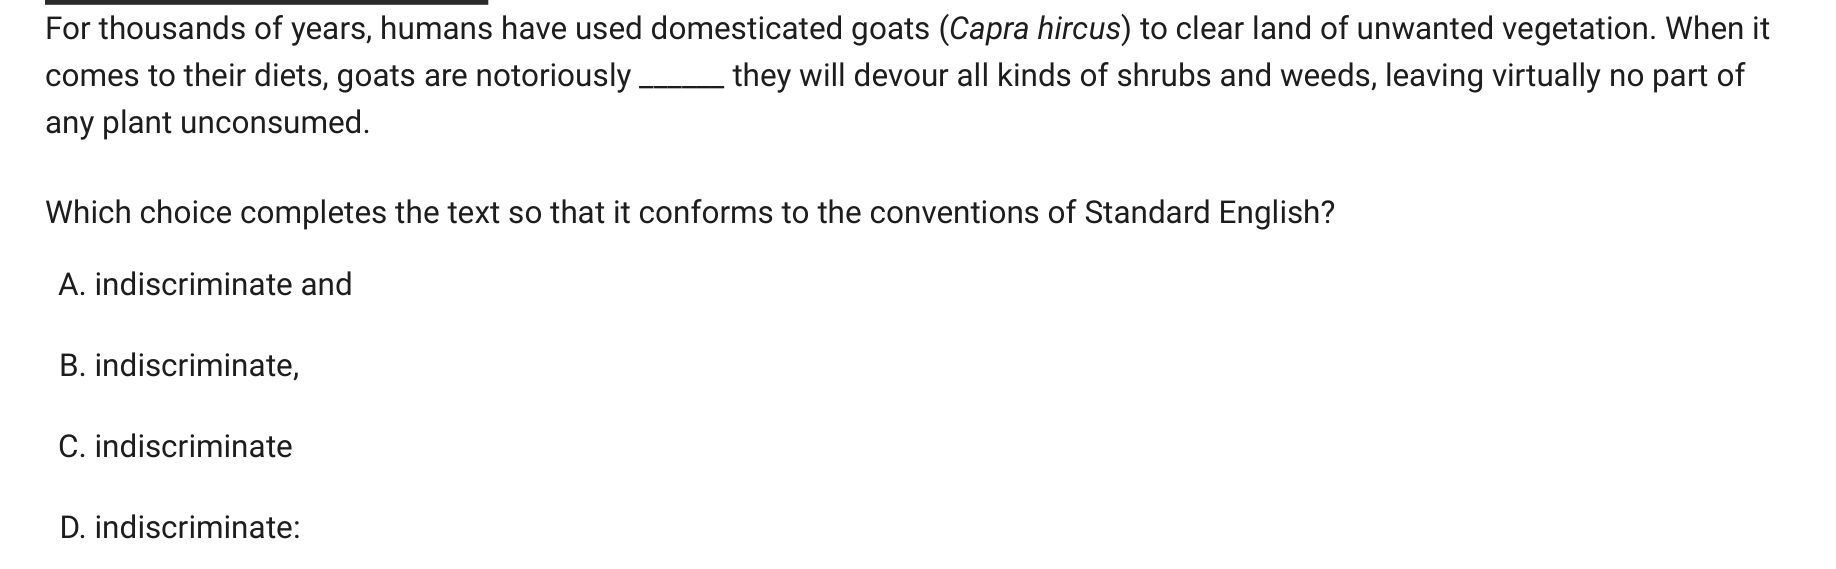 For thousands of years, humans have used domesticated goats (Capra hircus) to clear land of unwanted vegetation. When it
comes to their diets, goats are notoriously ______ they will devour all kinds of shrubs and weeds, leaving virtually no part of
any plant unconsumed.
Which choice completes the text so that it conforms to the conventions of Standard English?
A. indiscriminate and
B. indiscriminate,
C. indiscriminate
D. indiscriminate: